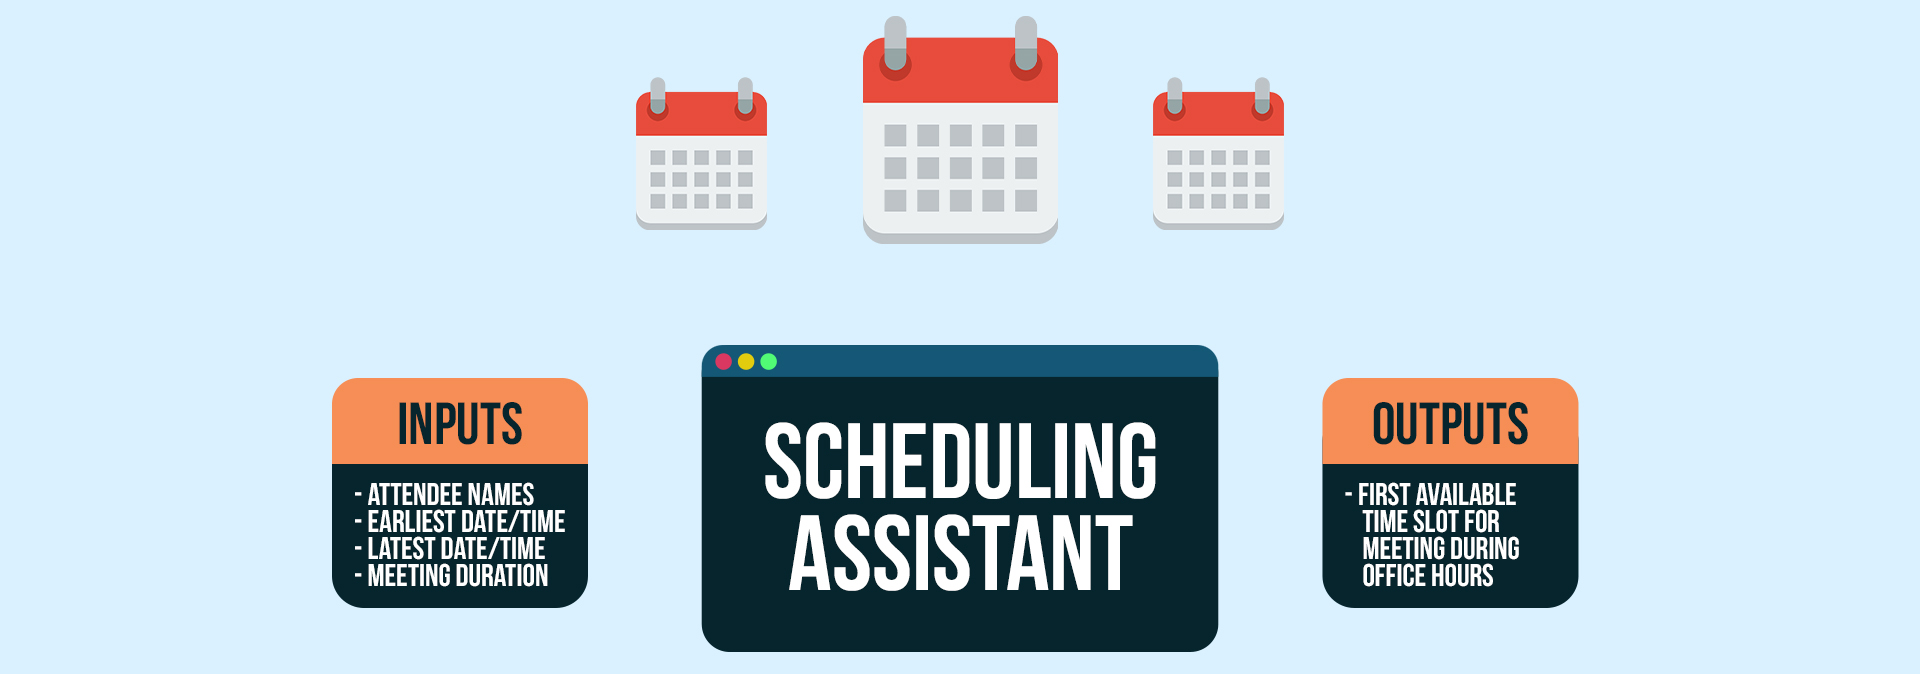 INPUTS
- ATTENDEE NAMES
- EARLIEST DATE/TIME
- LATEST DATE/TIME
- MEETING DURATION
SCHEDULING
ASSISTANT
OUTPUTS
- FIRST AVAILABLE
TIME SLOT FOR
MEETING DURING
OFFICE HOURS